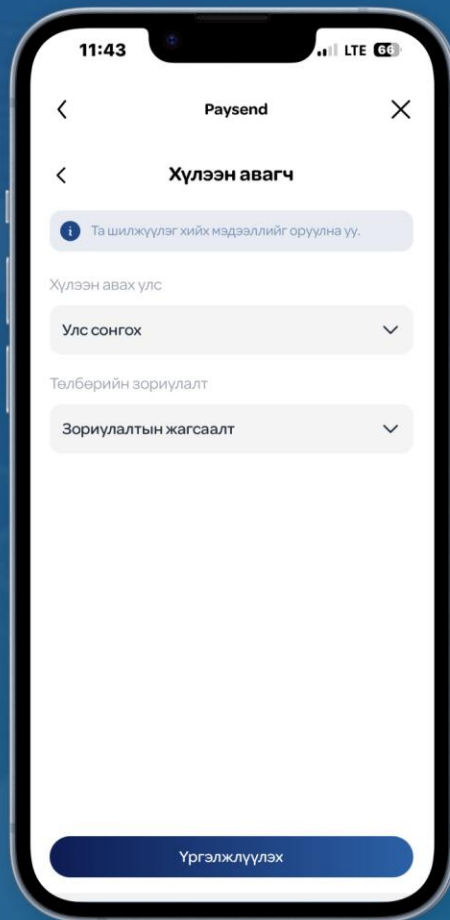 11:43 LTE 66
Paysend
Хүлээн авагч
i Та шилжүүлэг хийх мэдээллийг оруулна уу.
Хүлээн авах улс
Улс сонгох
Төлбөрийн зориулалт
Зориулалтын жагсаалт
Үргэлжлүүлэх